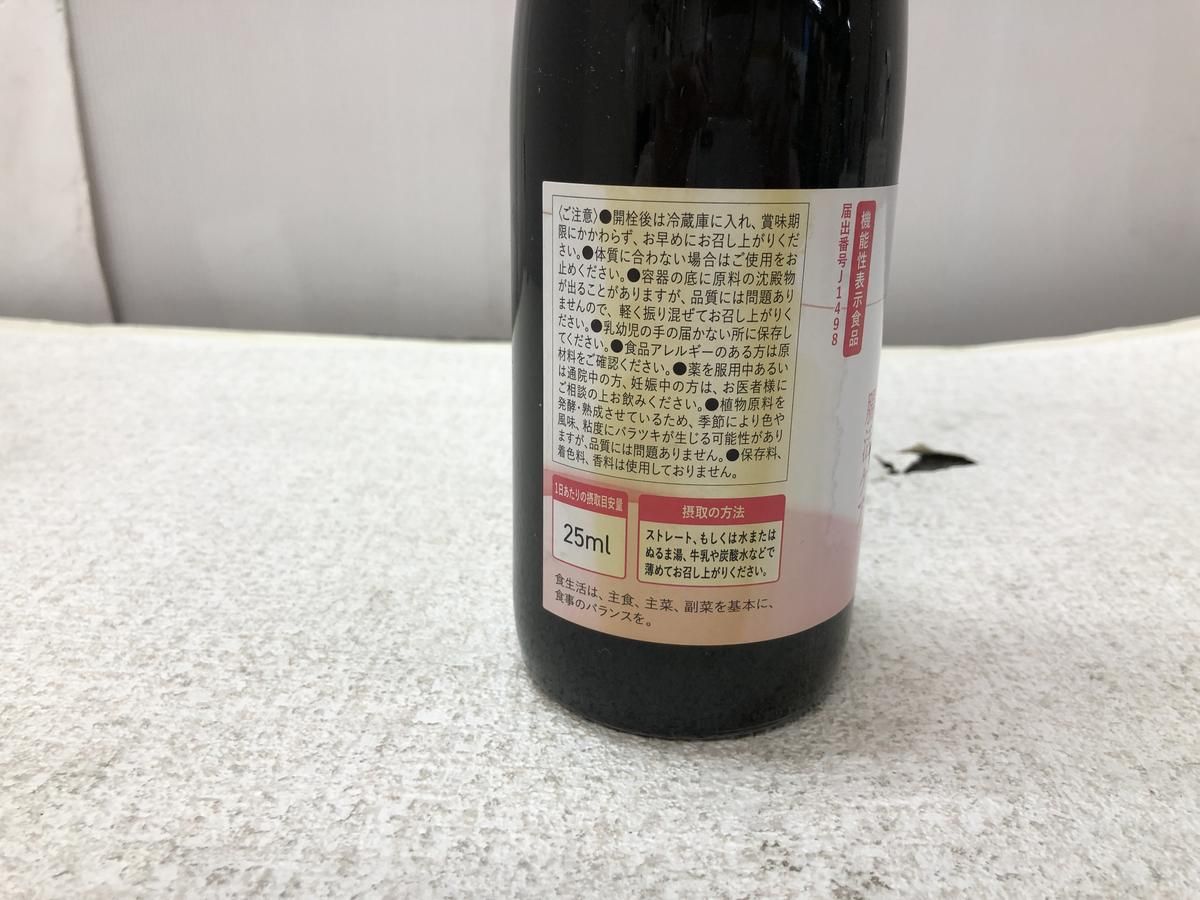 〈ご注意〉●開栓後は冷蔵庫に入れ、賞味期
限にかかわらず、お早めにお召し上がりくだ
さい。●体質に合わない場合はご使用をお
止めください。●容器の底に原料の沈殿物
が出ることがありますが、品質には問題あり
ませんので、軽く振り混ぜてお召し上がりく
ださい。●乳幼児の手の届かない所に保存し
てください。●食品アレルギーのある方は原
材料をご確認ください。●薬を服用中あるい
は通院中の方、妊娠中の方は、お医者様に
ご相談の上お飲みください。●植物原料を
発酵・熟成させているため、季節により色や
風味、粘度にバラツキが生じる可能性があり
ますが、品質には問題ありません。●保存料、
着色料、香料は使用しておりません。
1日あたりの摂取目安量
25ml
摂取の方法
ストレート、もしくは水または
ぬるま湯、牛乳や炭酸水などで
薄めてお召し上がりください。
食生活は、主食、主菜、副菜を基本に、
食事のバランスを。
機能性表示食品
届出番号J1498